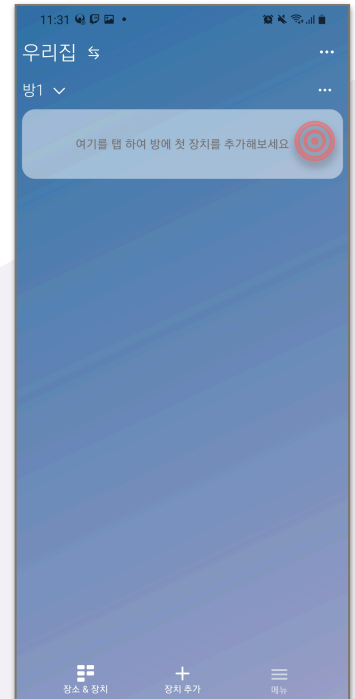 11:31
우리집
방1
여기를 탭 하여 방에 첫 장치를 추가해보세요
장소 & 장치
장치 추가
메뉴